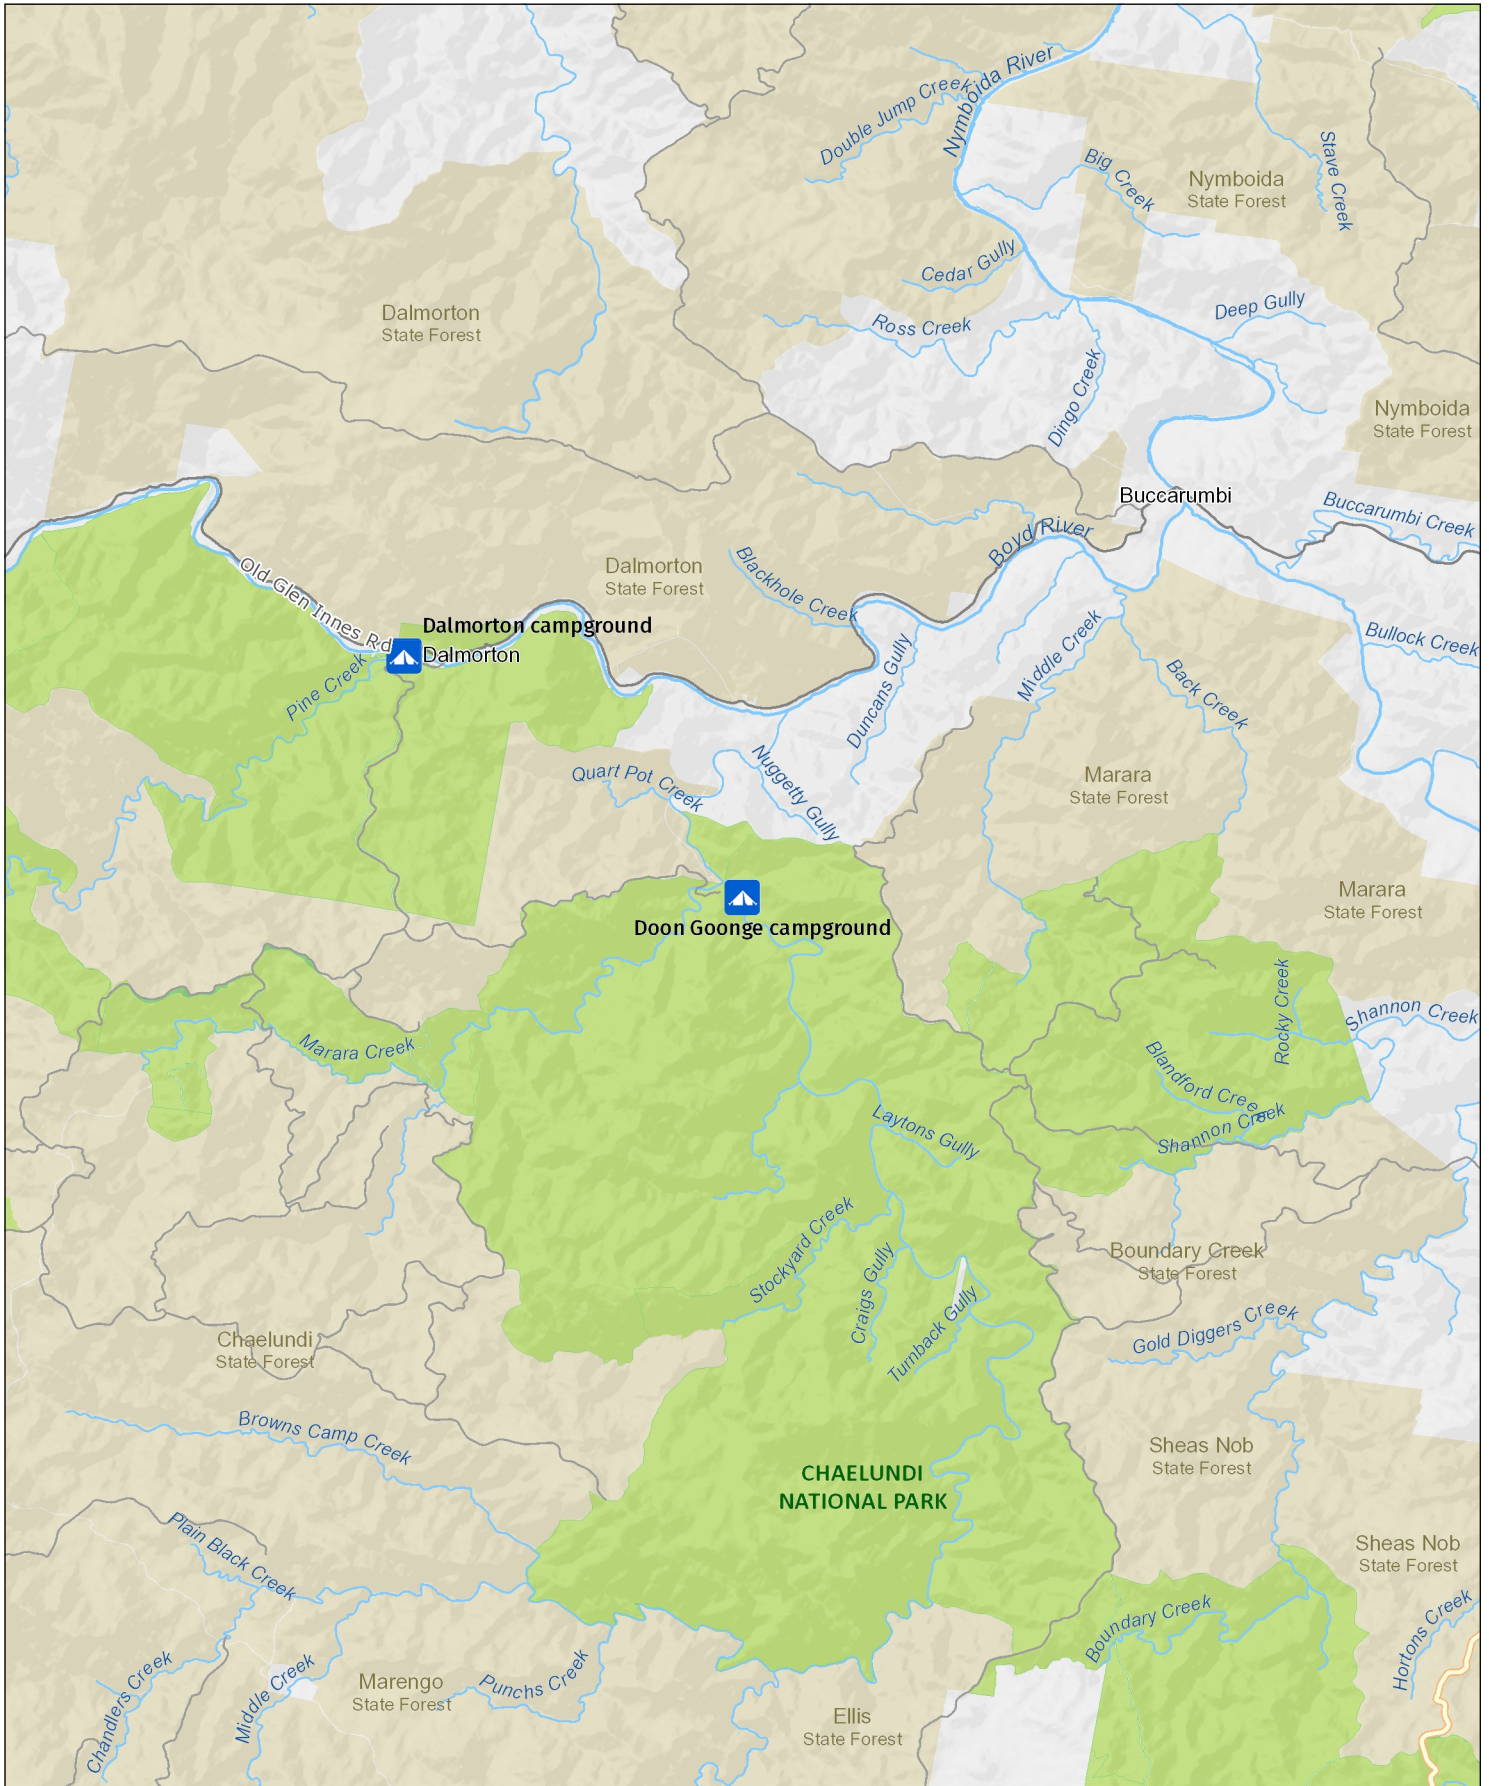 Nymboida River
Double Jump Creek
Big Creek
Stave Creek
Nymboida
State Forest
Cedar Gully
Deep Gully
Dalmorton
State Forest
Ross Creek
Dingo Creek
Nymboida
State Forest
Buccarumbi
Buccarumbi Creek
Boyd River
Old Glen Innes Rd
Dalmorton
State Forest
Blackhole Creek
Dalmorton campground
Dalmorton
Bullock Creek
Pine Creek
Duncans Gully
Middle Creek
Back Creek
Quart Pot Creek
Nuggetty Gully
Marara
State Forest
Marara
State Forest
Doon Goonge campground
Rocky Creek
Shannon Creek
Marara Creek
Blandford Cree
Shannon Creek
Laytons Gully
Stockyard Creek
Craigs Gully
Turnback Gully
Boundary Creek
State Forest
Gold Diggers Creek
Chaelundi
State Forest
Browns Camp Creek
Sheas Nob
State Forest
CHAELUNDI
NATIONAL PARK
Plain Black Creek
Sheas Nob
State Forest
Boundary Creek
Hortons Creek
Chandlers Creek
Middle Creek
Marengo
State Forest
Punchs Creek
Ellis
State Forest